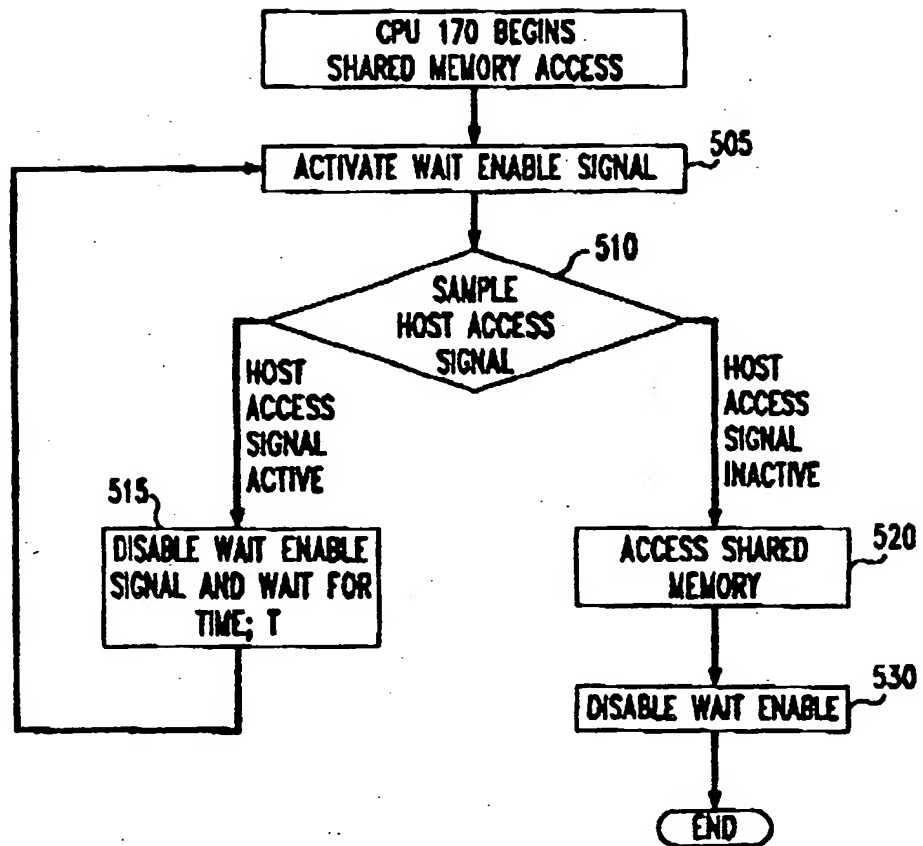 CPU 170 BEGINS
SHARED MEMORY ACCESS
505
ACTIVATE WAIT ENABLE SIGNAL
510
SAMPLE
HOST ACCESS
SIGNAL
HOST
ACCESS
SIGNAL
ACTIVE
HOST
ACCESS
SIGNAL
INACTIVE
515
DISABLE WAIT ENABLE
SIGNAL AND WAIT FOR
TIME; T
520
ACCESS SHARED
MEMORY
530
DISABLE WAIT ENABLE
END